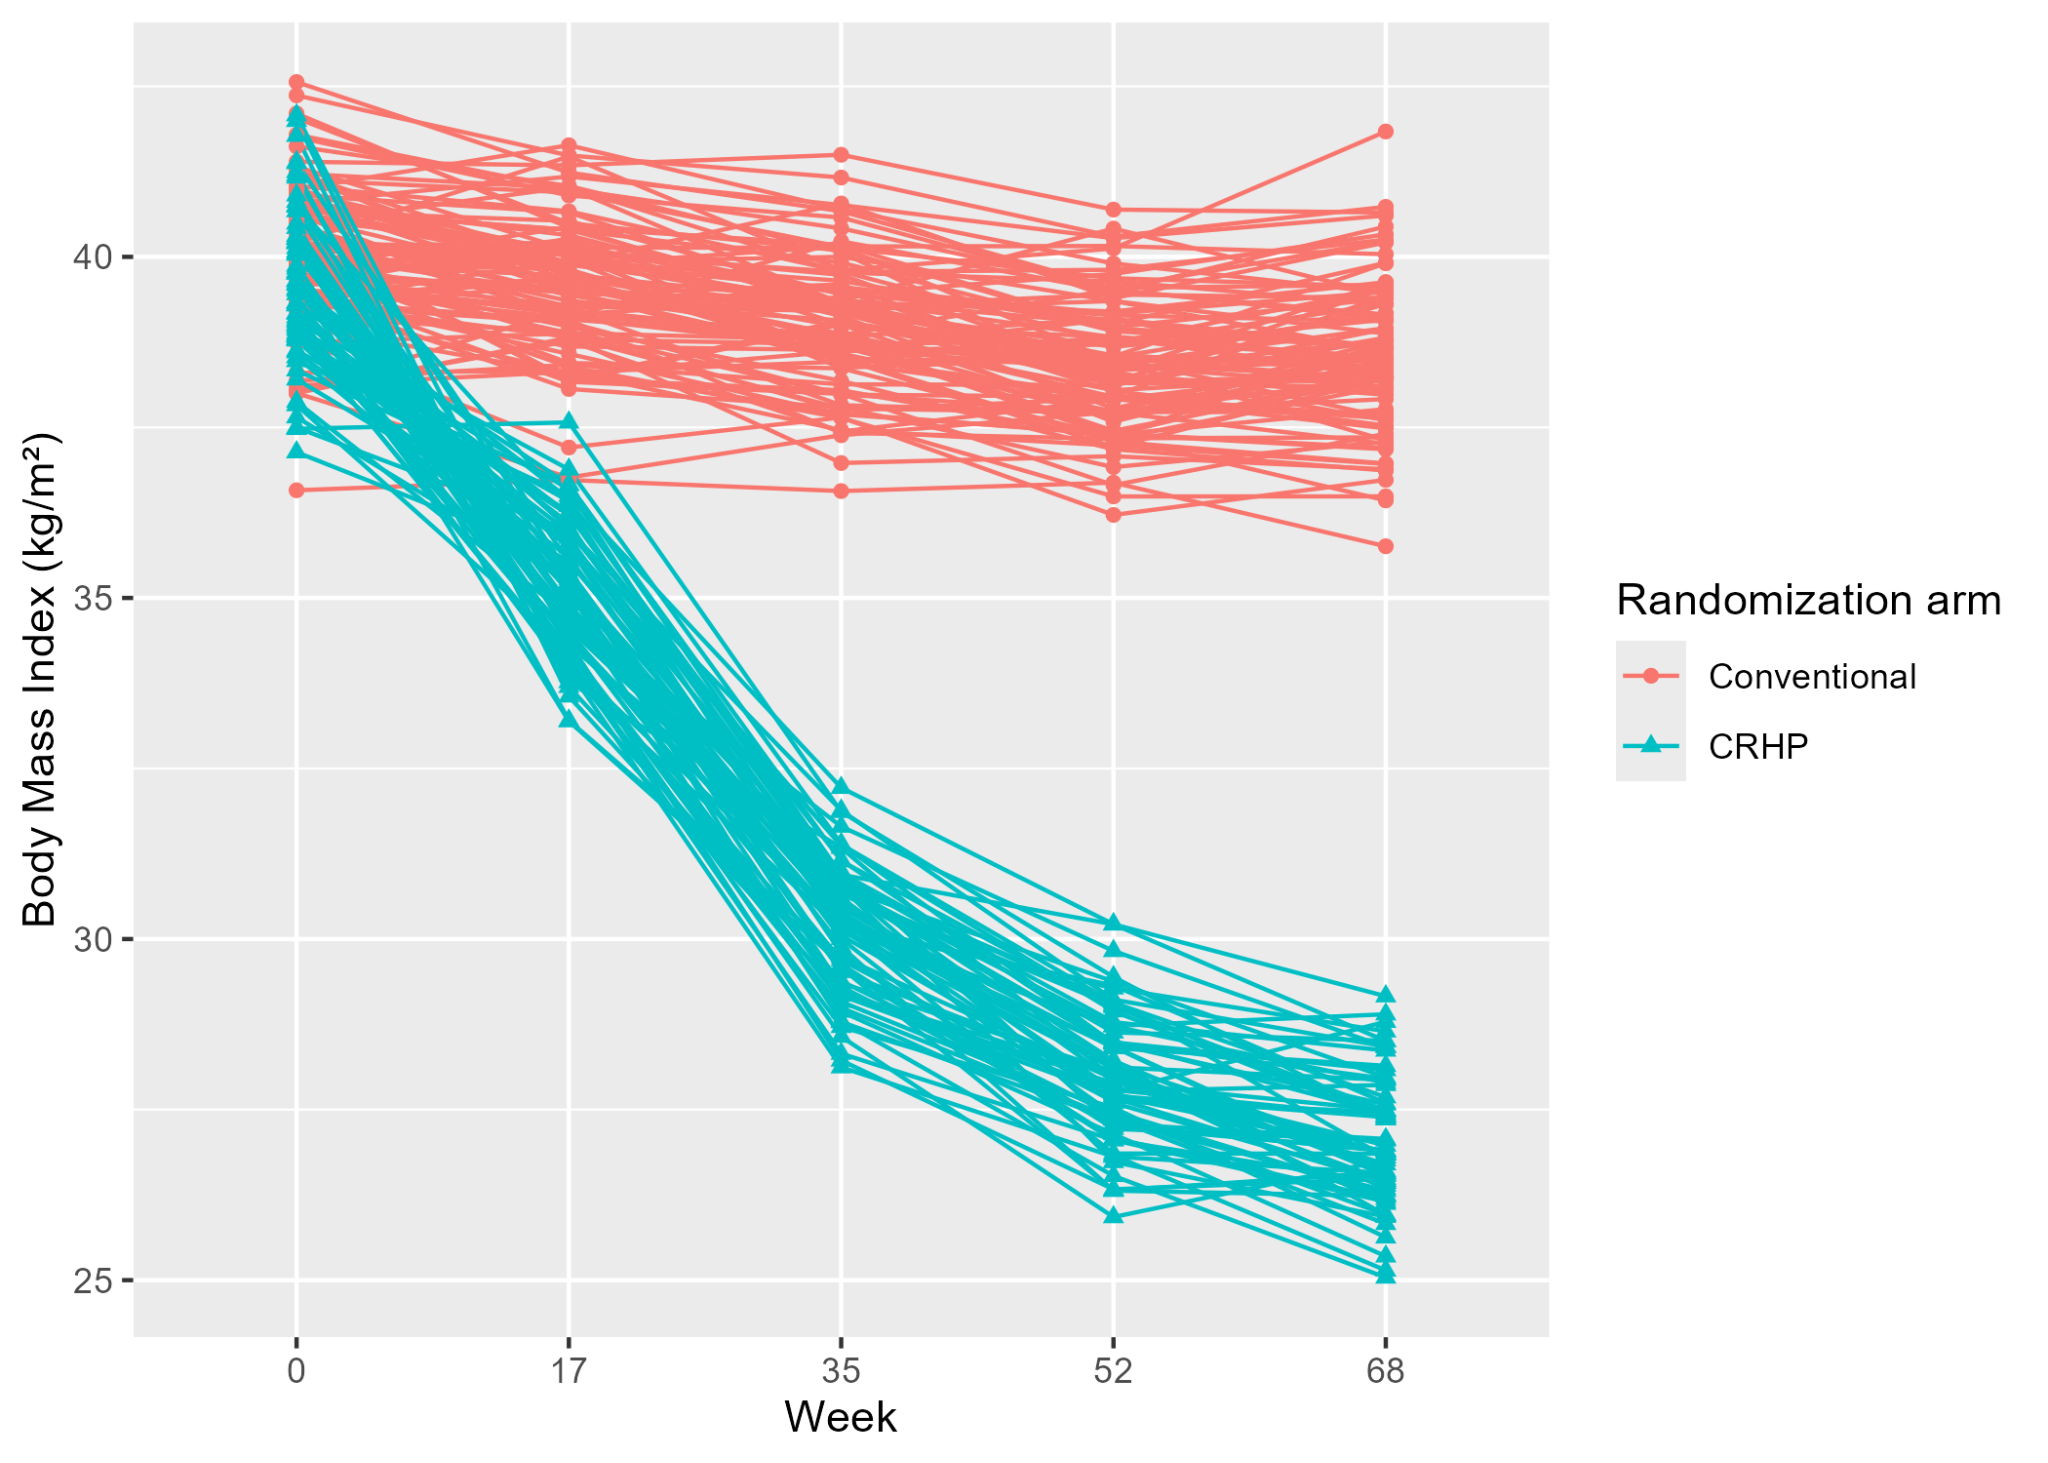 Body Mass Index (kg/m²)
40
35
30
25
0 17 35 52 68
Week
Randomization arm
Conventional
CRHP